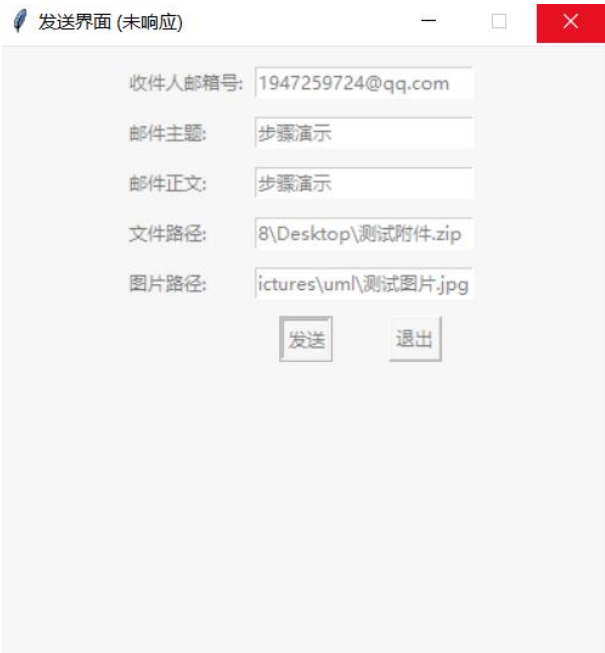 发送界面 (未响应)
收件人邮箱号: 1947259724@qq.com
邮件主题: 步骤演示
邮件正文: 步骤演示
文件路径: 8\Desktop\测试附件.zip
图片路径: ictures\uml\测试图片.jpg
发送 退出